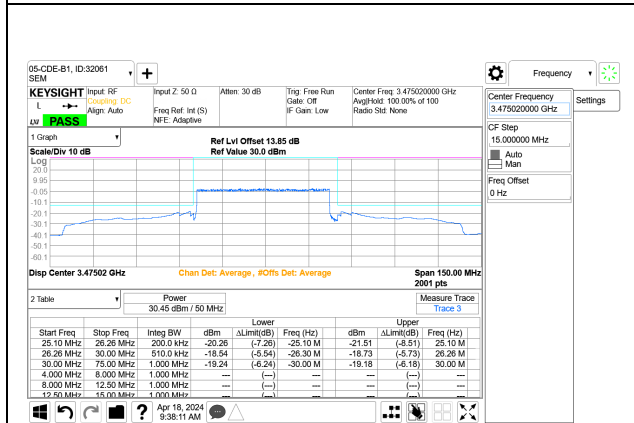 05-CDE-B1, ID:32061
SEM
Frequency
KEYSIGHT Input: RF Input Z: 50 Ω Atten: 30 dB Trig: Free Run Center Freq: 3.475020000 GHz
L Coupling: DC Gate: Off Avg|Hold: 100.00% of 100
Align: Auto Freq Ref: Int (S) IF Gain: Low Radio Std: None
LXI PASS NFE: Adaptive
Center Frequency
3.475020000 GHz
Settings
CF Step
15.000000 MHz
Auto
Man
Freq Offset
0 Hz
1 Graph
Ref Lvl Offset 13.85 dB
Scale/Div 10 dB Ref Value 30.0 dBm
Log
20.0
9.95
-0.05
-10.1
-20.1
-30.1
-40.1
-50.1
-60.1
Disp Center 3.47502 GHz Chan Det: Average, #Offs Det: Average Span 150.00 MHz
2001 pts
2 Table Power Measure Trace
30.45 dBm / 50 MHz Trace 3
Lower Upper
Start Freq Stop Freq Integ BW dBm ΔLimit(dB) Freq (Hz) dBm ΔLimit(dB) Freq (Hz)
25.10 MHz 26.26 MHz 200.0 kHz -20.26 (-7.26) -25.10 M -21.51 (-8.51) 25.10 M
26.26 MHz 30.00 MHz 510.0 kHz -18.54 (-5.54) -26.30 M -18.73 (-5.73) 26.26 M
30.00 MHz 75.00 MHz 1.000 MHz -19.24 (-6.24) -30.00 M -19.18 (-6.18) 30.00 M
4.000 MHz 8.000 MHz 1.000 MHz --- (---) --- (---)
8.000 MHz 12.50 MHz 1.000 MHz --- (---) --- (---)
12.50 MHz 15.00 MHz 1.000 MHz --- (---) --- (---)
? Apr 18, 2024
9:38:11 AM